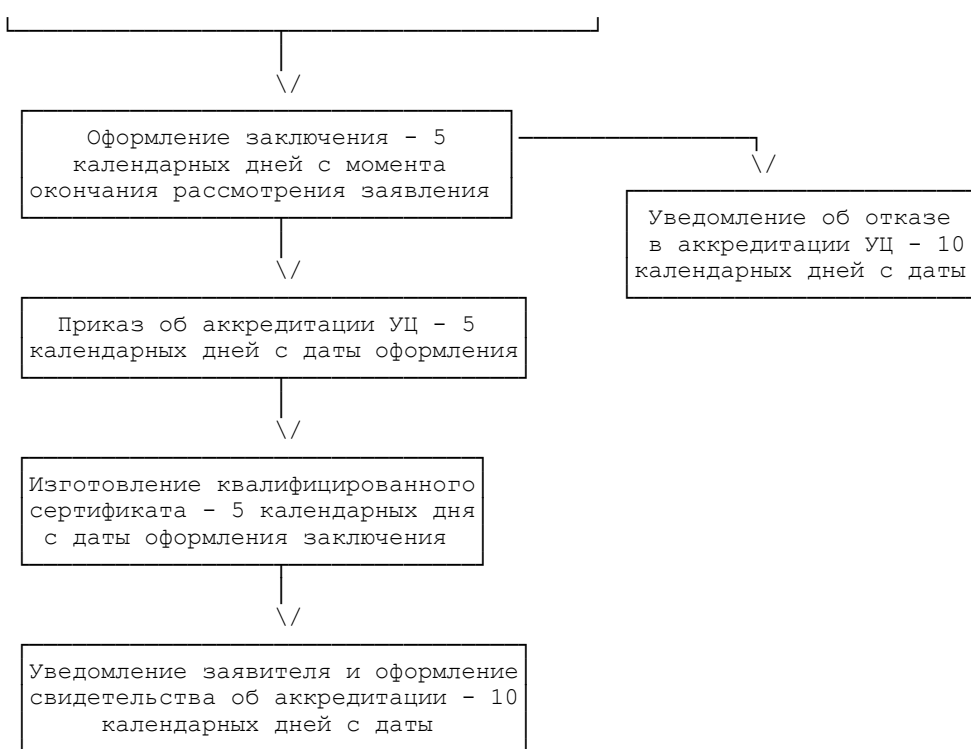 Оформление заключения - 5
календарных дней с момента
окончания рассмотрения заявления
Уведомление об отказе
в аккредитации УЦ - 10
календарных дней с даты
Приказ об аккредитации УЦ - 5
календарных дней с даты оформления
Изготовление квалифицированного
сертификата - 5 календарных дня
с даты оформления заключения
Уведомление заявителя и оформление
свидетельства об аккредитации - 10
календарных дней с даты